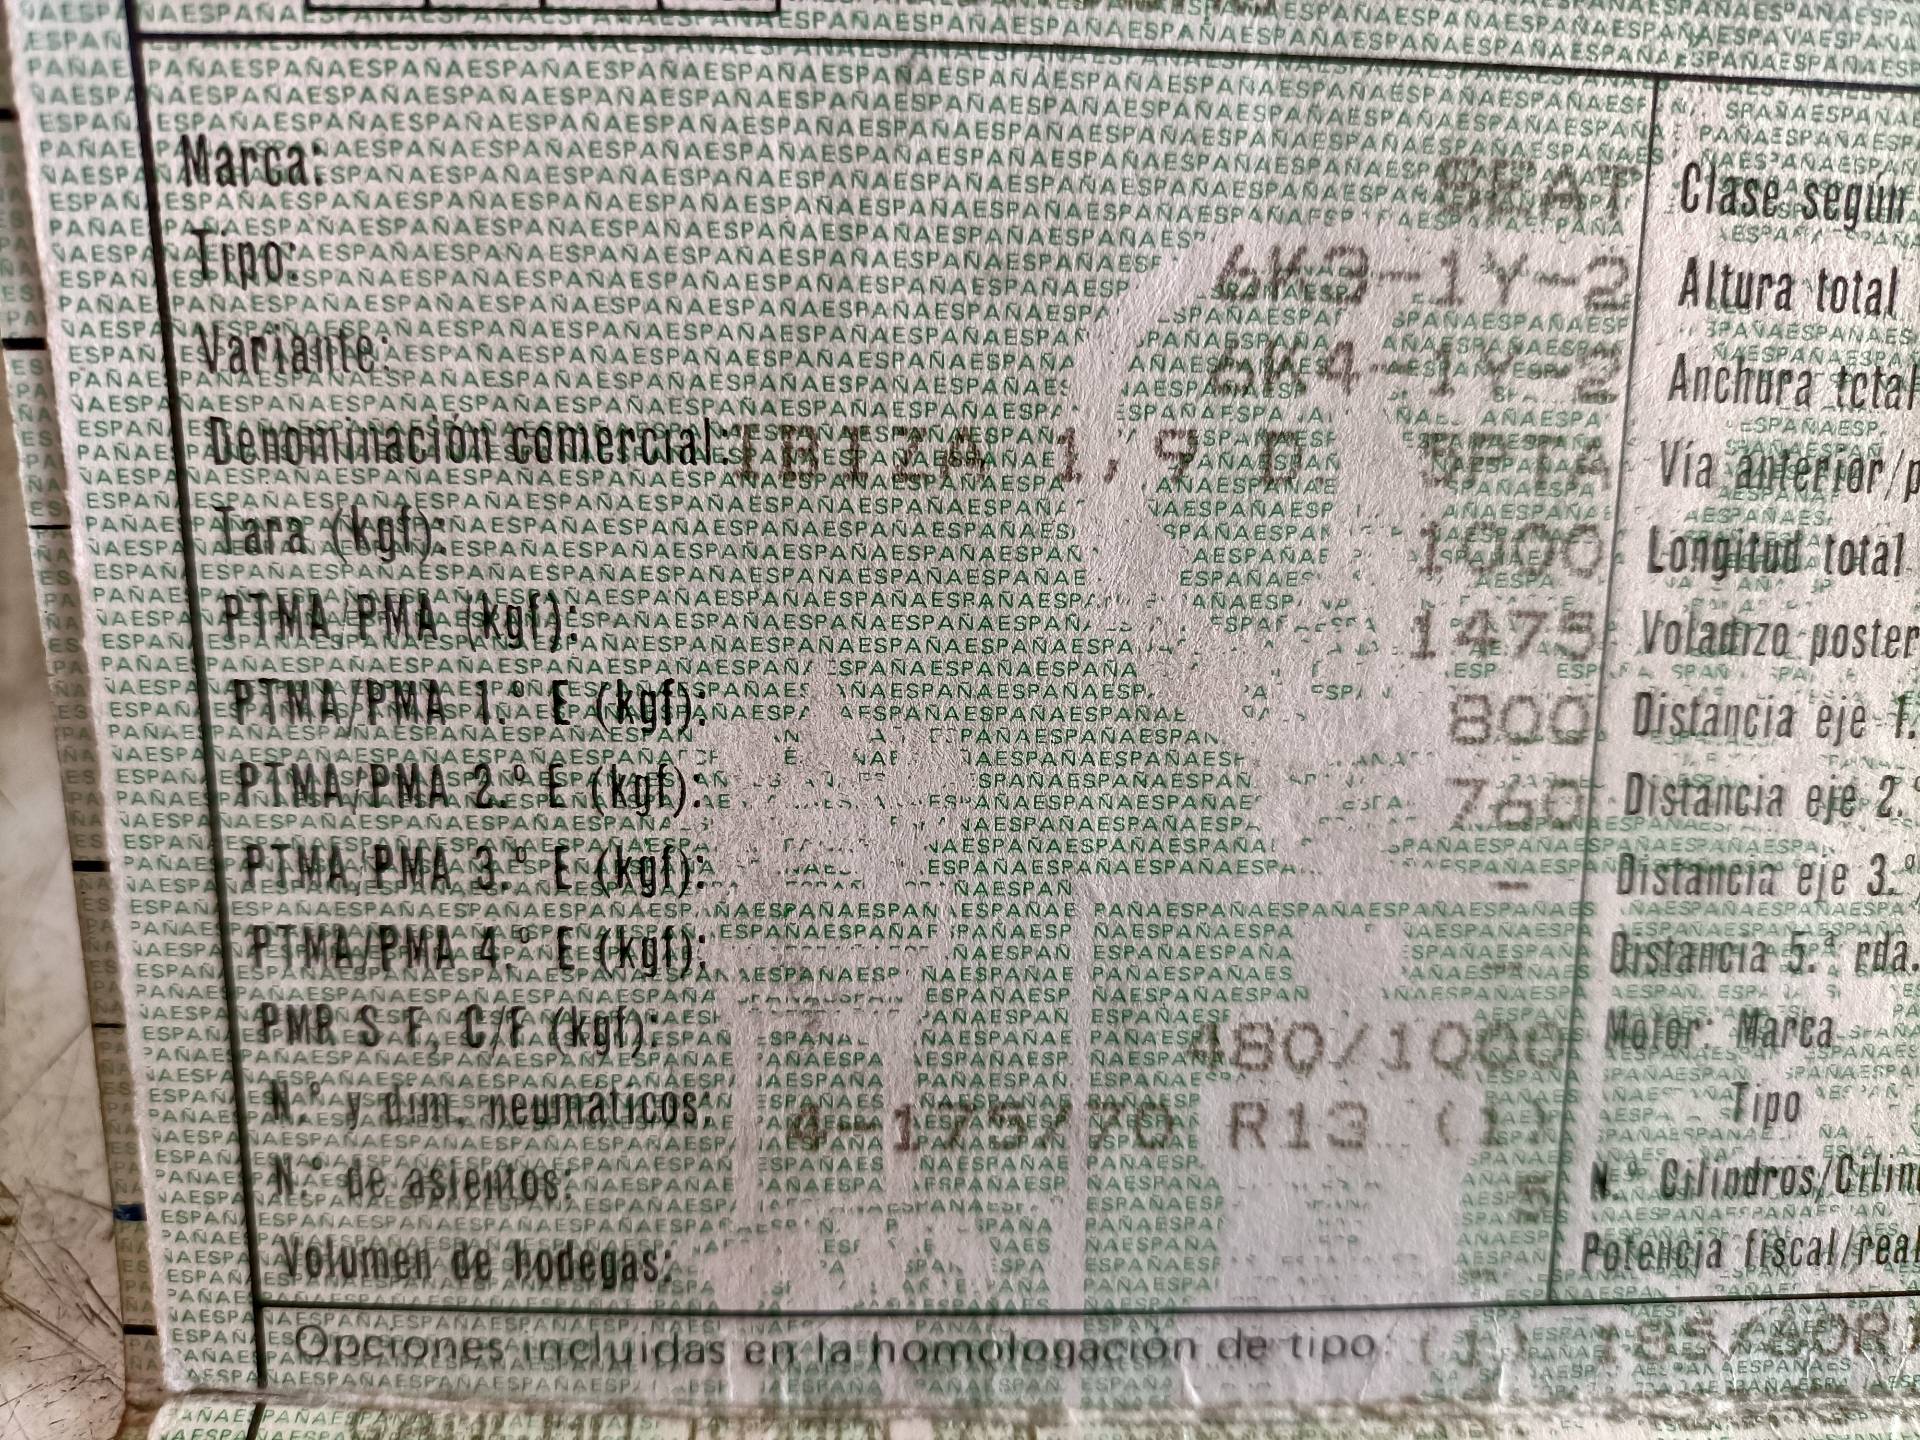 Marca: SEAT
Tipo: 6K3-1Y-2
Variante: 6K4-1Y-2
Denominación comercial: IBIZA 1,9 D 5PTA
Tara (kgf): 1000
PTMA/PMA (kgf): 1475
PTMA/PMA 1.º E (kgf): 800
PTMA/PMA 2.º E (kgf): 760
PTMA/PMA 3.º E (kgf): -
PTMA/PMA 4.º E (kgf): -
PMR S F, C/F (kgf): 480/1000
N.º y dim. neumáticos: 4-175/70 R13 (1)
N.º de asientos: 5
Volumen de bodegas:
Clase según
Altura total
Anchura total
Vía anterior/p
Longitud total
Voladizo poster
Distancia eje 1.
Distancia eje 2.º
Distancia eje 3.º
Distancia 5.ª rda.
Motor: Marca
Tipo
N.º Cilindros/Cilin
Potencia fiscal/real
Opciones incluidas en la homologación de tipo: (1)